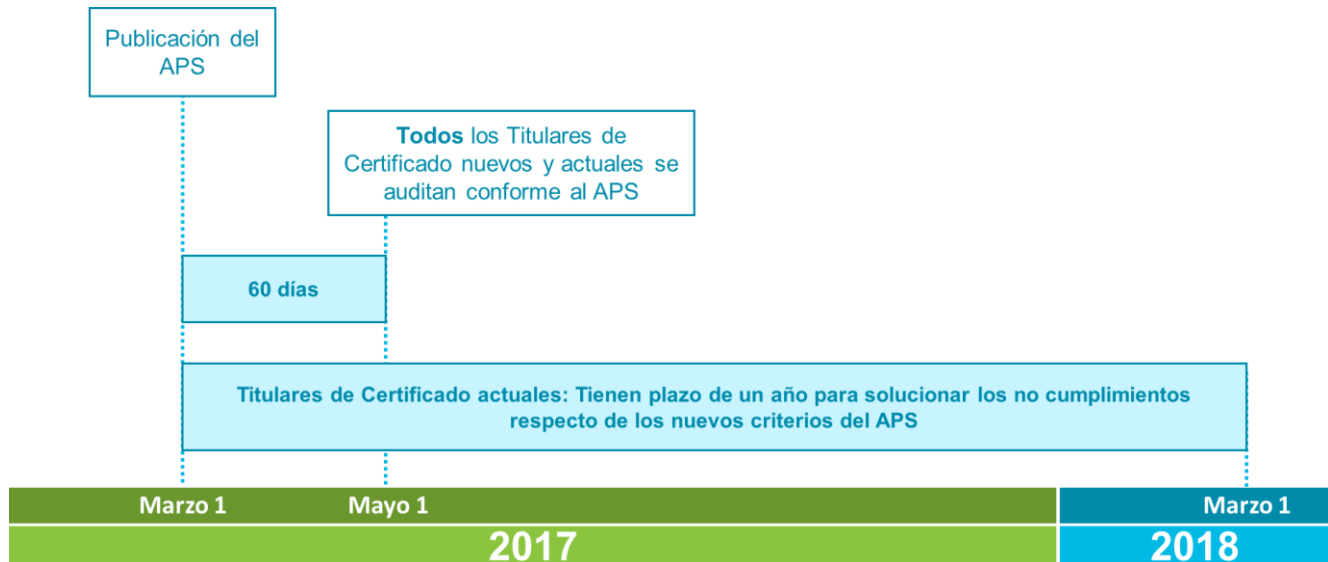 Publicación del
APS
Todos los Titulares de
Certificado nuevos y actuales se
auditan conforme al APS
60 días
Titulares de Certificado actuales: Tienen plazo de un año para solucionar los no cumplimientos
respecto de los nuevos criterios del APS
Marzo 1
Mayo 1
Marzo 1
2017
2018